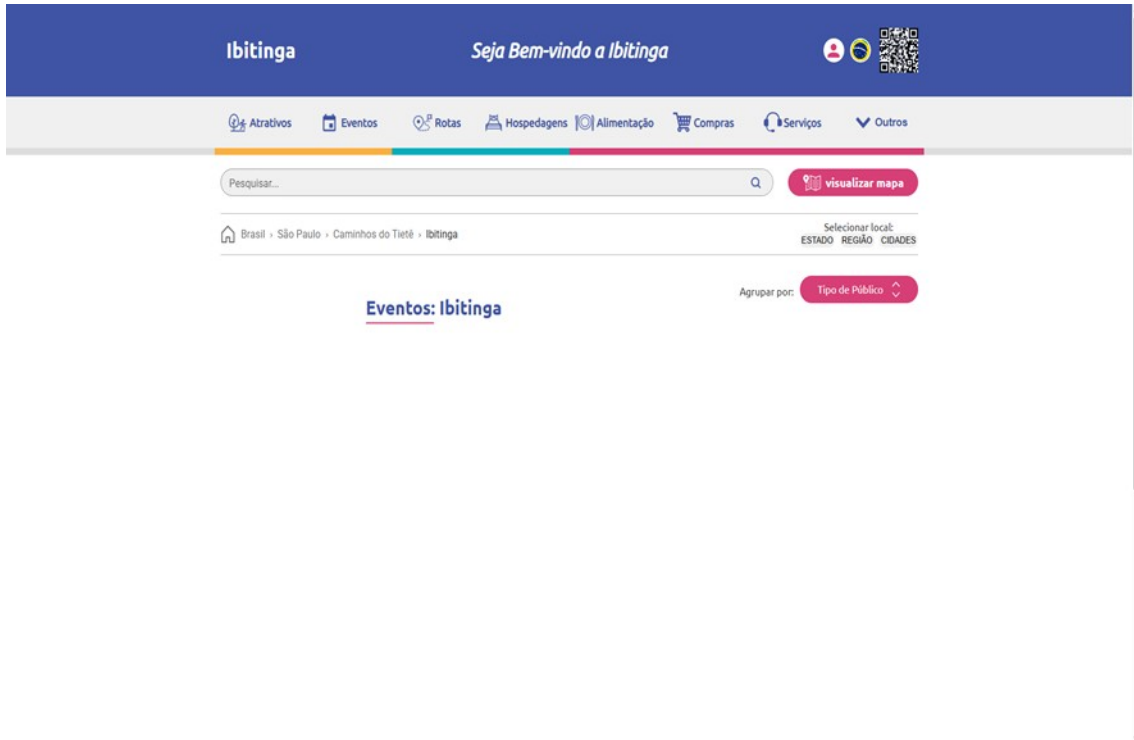 Ibitinga
Seja Bem-vindo a Ibitinga
Atrativos Eventos Rotas Hospedagens Alimentação Compras Serviços Outros
Pesquisar...
visualizar mapa
Brasil › São Paulo › Caminhos do Tietê › Ibitinga
Selecionar local:
ESTADO REGIÃO CIDADES
Agrupar por: Tipo de Público
Eventos: Ibitinga